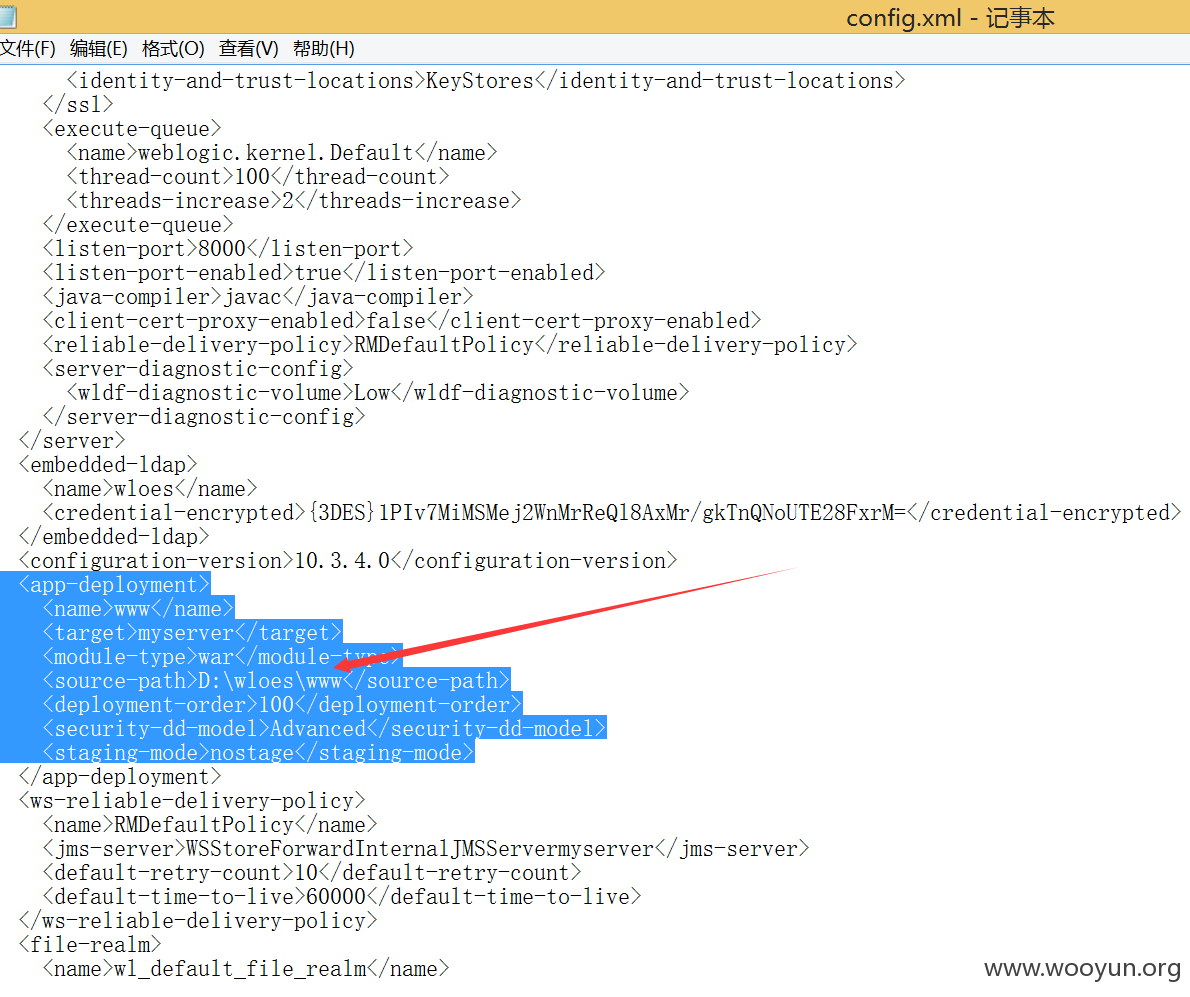 config.xml - 记事本
文件(F) 编辑(E) 格式(O) 查看(V) 帮助(H)
<identity-and-trust-locations>KeyStores</identity-and-trust-locations>
</ssl>
<execute-queue>
<name>weblogic.kernel.Default</name>
<thread-count>100</thread-count>
<threads-increase>2</threads-increase>
</execute-queue>
<listen-port>8000</listen-port>
<listen-port-enabled>true</listen-port-enabled>
<java-compiler>javac</java-compiler>
<client-cert-proxy-enabled>false</client-cert-proxy-enabled>
<reliable-delivery-policy>RMDefaultPolicy</reliable-delivery-policy>
<server-diagnostic-config>
<wldf-diagnostic-volume>Low</wldf-diagnostic-volume>
</server-diagnostic-config>
</server>
<embedded-ldap>
<name>wloes</name>
<credential-encrypted>{3DES}1PIv7MiMSMej2WnMrReQl8AxMr/gkTnQNoUTE28FxrM=</credential-encrypted>
</embedded-ldap>
<configuration-version>10.3.4.0</configuration-version>
<app-deployment>
<name>www</name>
<target>myserver</target>
<module-type>war</module-type>
<source-path>D:\wloes\www</source-path>
<deployment-order>100</deployment-order>
<security-dd-model>Advanced</security-dd-model>
<staging-mode>nostage</staging-mode>
</app-deployment>
<ws-reliable-delivery-policy>
<name>RMDefaultPolicy</name>
<jms-server>WSStoreForwardInternalJMSServermyserver</jms-server>
<default-retry-count>10</default-retry-count>
<default-time-to-live>60000</default-time-to-live>
</ws-reliable-delivery-policy>
<file-realm>
<name>wl_default_file_realm</name>
www.wooyun.org